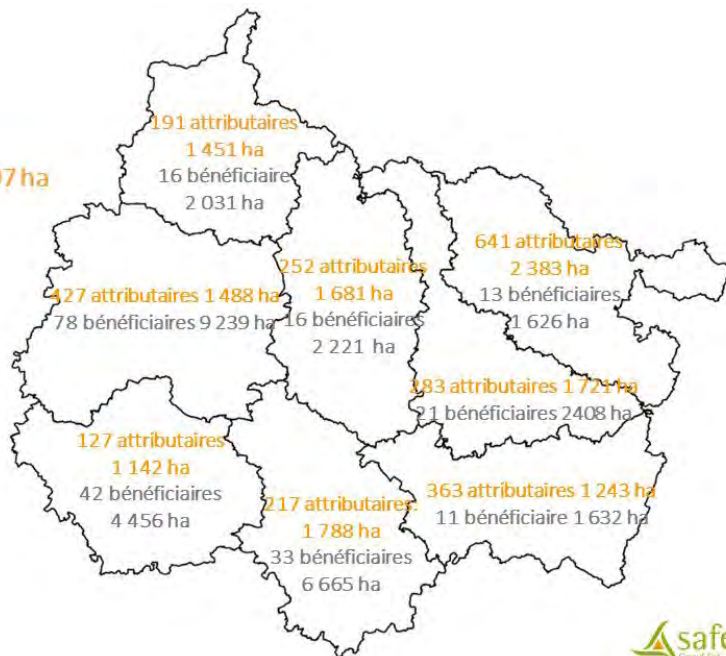 191 attributaires
1 451 ha
16 bénéficiaire
2 031 ha
7 ha
641 attributaires
2 383 ha
13 bénéficiaires
1 626 ha
252 attributaires
1 681 ha
16 bénéficiaires
2 221 ha
427 attributaires 1 488 ha
78 bénéficiaires 9 239 ha
283 attributaires 1 721 ha
21 bénéficiaires 2408 ha
127 attributaires
1 142 ha
42 bénéficiaires
4 456 ha
217 attributaires
1 788 ha
33 bénéficiaires
6 665 ha
363 attributaires 1 243 ha
11 bénéficiaire 1 632 ha
safe